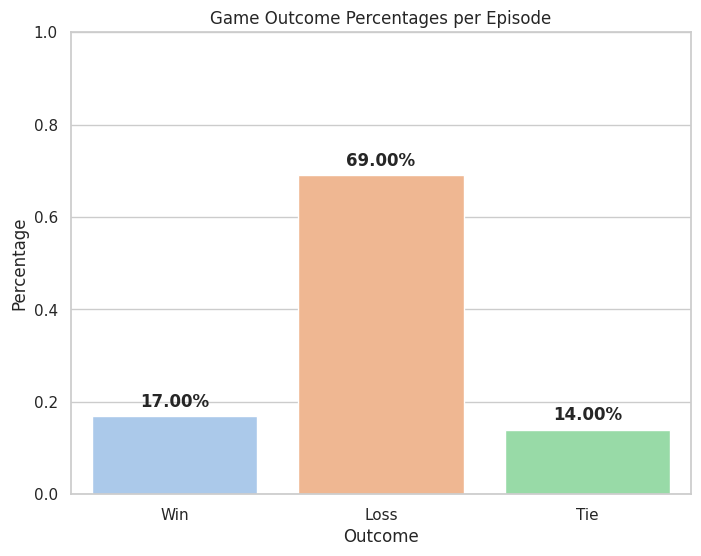 Game Outcome Percentages per Episode
1.0
0.8
69.00%
0.6
Percentage
0.4
17.00%
0.2
14.00%
0.0
Win Loss Tie
Outcome